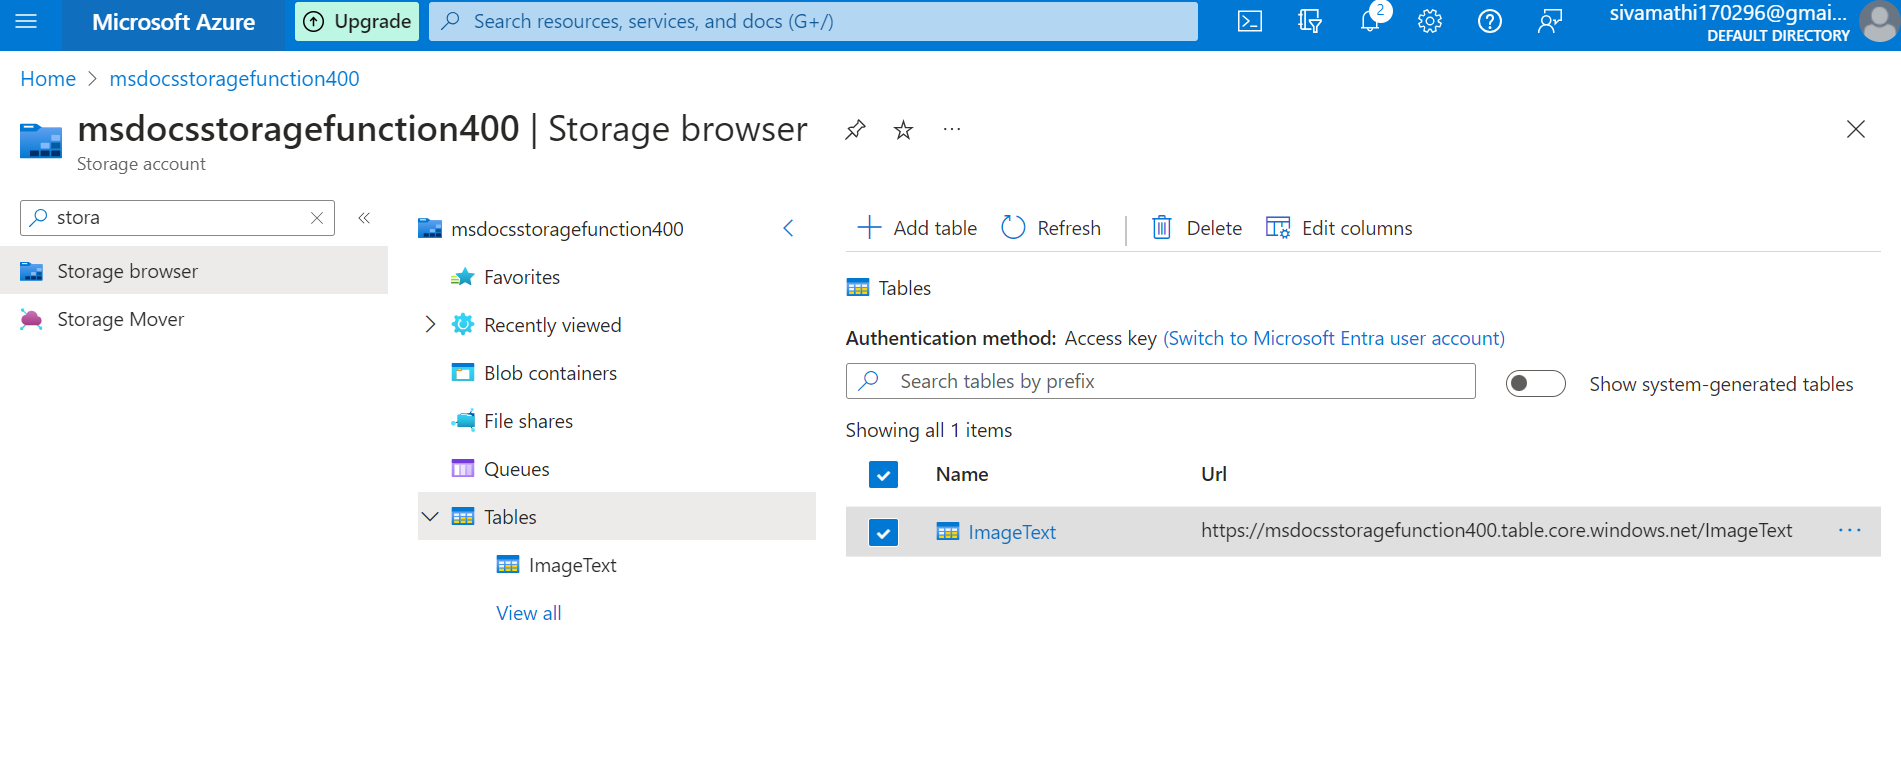 Microsoft Azure
Upgrade
Search resources, services, and docs (G+/)
2
sivamathi170296@gmai...
DEFAULT DIRECTORY
Home > msdocsstoragefunction400
msdocsstoragefunction400 | Storage browser
Storage account
stora
Storage browser
Storage Mover
msdocsstoragefunction400
Favorites
Recently viewed
Blob containers
File shares
Queues
Tables
ImageText
View all
Add table
Refresh
Delete
Edit columns
Tables
Authentication method: Access key (Switch to Microsoft Entra user account)
Search tables by prefix
Show system-generated tables
Showing all 1 items
Name Url
ImageText https://msdocsstoragefunction400.table.core.windows.net/ImageText